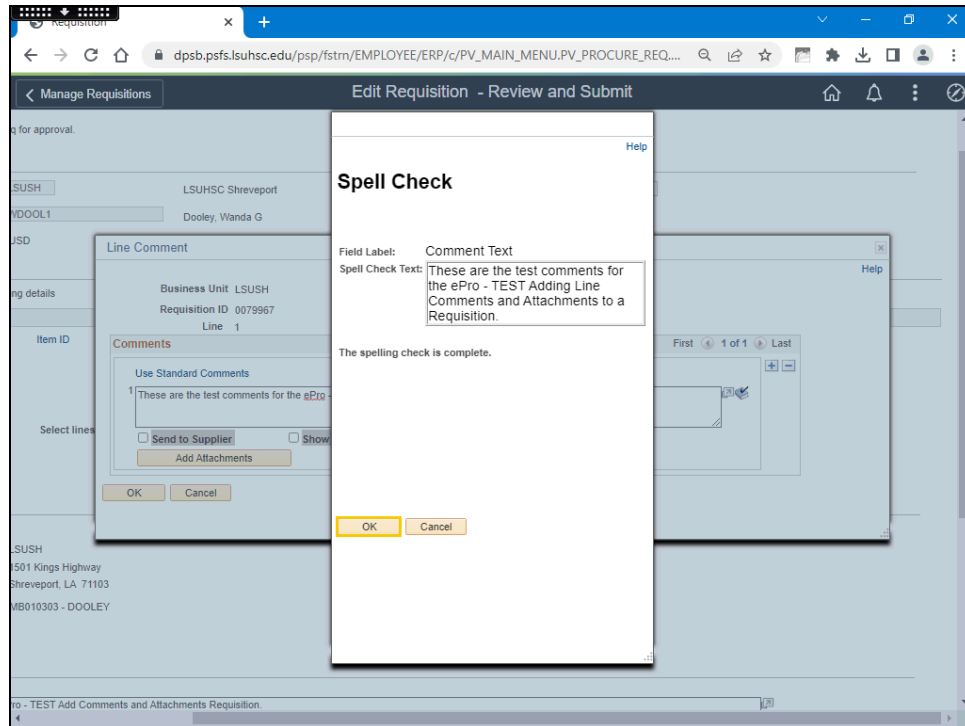 Requisition
dpsb.psfs.lsuhsc.edu/psp/fstrn/EMPLOYEE/ERP/c/PV_MAIN_MENU.PV_PROCURE_REQ....
Manage Requisitions
Edit Requisition - Review and Submit
q for approval.
Help
Spell Check
LSUSH
LSUHSC Shreveport
WDOOL1
Dooley, Wanda G
USD
Line Comment
Field Label: Comment Text
Spell Check Text: These are the test comments for
the ePro - TEST Adding Line
Comments and Attachments to a
Requisition.
Help
ng details
Business Unit LSUSH
Requisition ID 0079967
Line 1
Item ID
Comments
First 1 of 1 Last
The spelling check is complete.
Use Standard Comments
1 These are the test comments for the ePro -
Select lines
Send to Supplier
Show
Add Attachments
OK Cancel
OK Cancel
LSUSH
1501 Kings Highway
Shreveport, LA 71103
MB010303 - DOOLEY
ro - TEST Add Comments and Attachments Requisition.